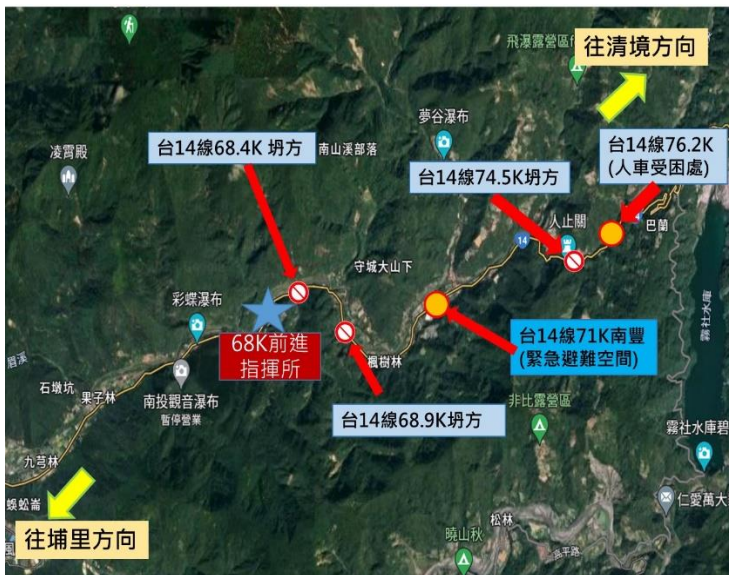 飛瀑露營區f
往清境方向
夢谷瀑布
台14線76.2K
(人車受困處)
台14線68.4K 坍方
南山溪部落
凌霄殿
台14線74.5K坍方
人止關
巴蘭
14
守城大山下
彩蝶瀑布
68K前進
指揮所
台14線71K南豐
(緊急避難空間)
霧社水庫
眉溪
楓樹林
石墩坑
果子林
南投觀音瀑布
暫停營業
台14線68.9K坍方
非比露營區
霧社水庫碧
九芎林
仁愛萬大
蜈蚣崙
往埔里方向
風
松林
曉山秋
高平路